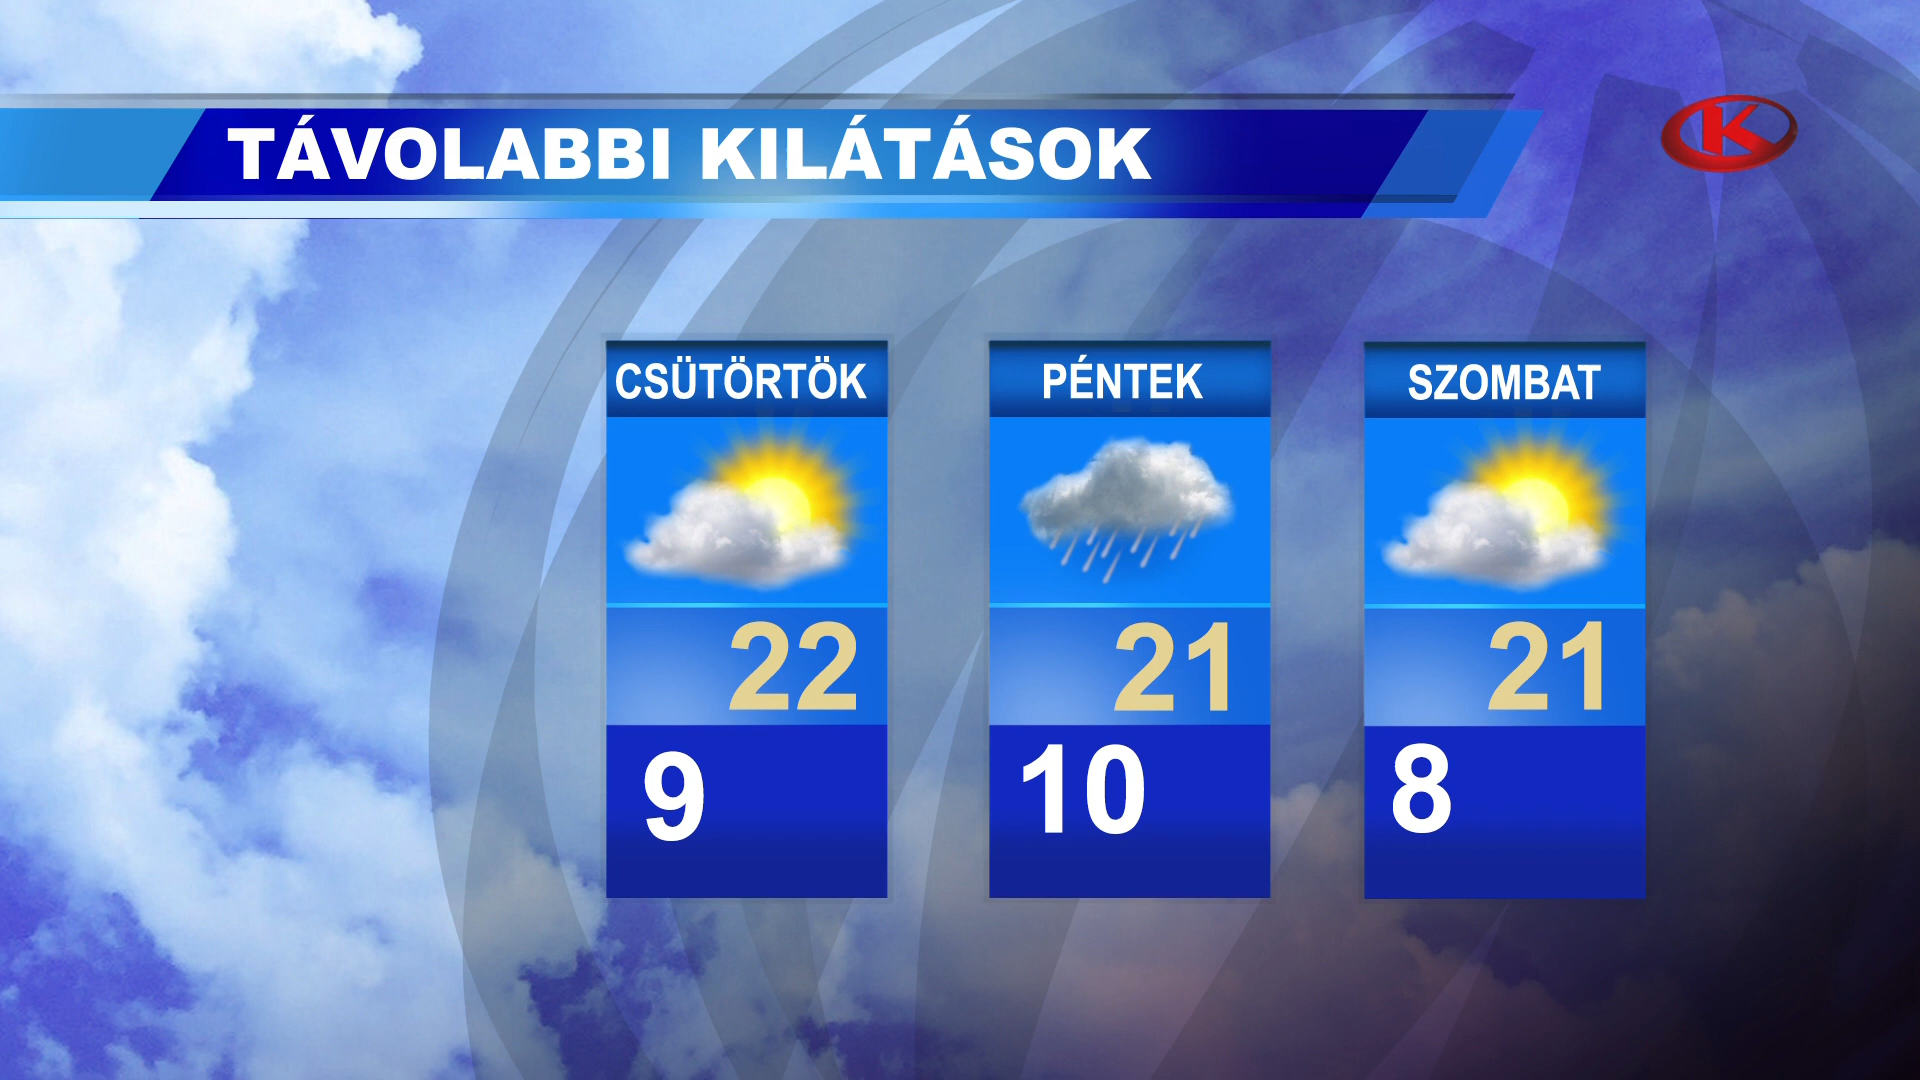 TÁVOLABBI KILÁTÁSOK
K
CSÜTÖRTÖK
PÉNTEK
SZOMBAT
22
21
21
9
10
8